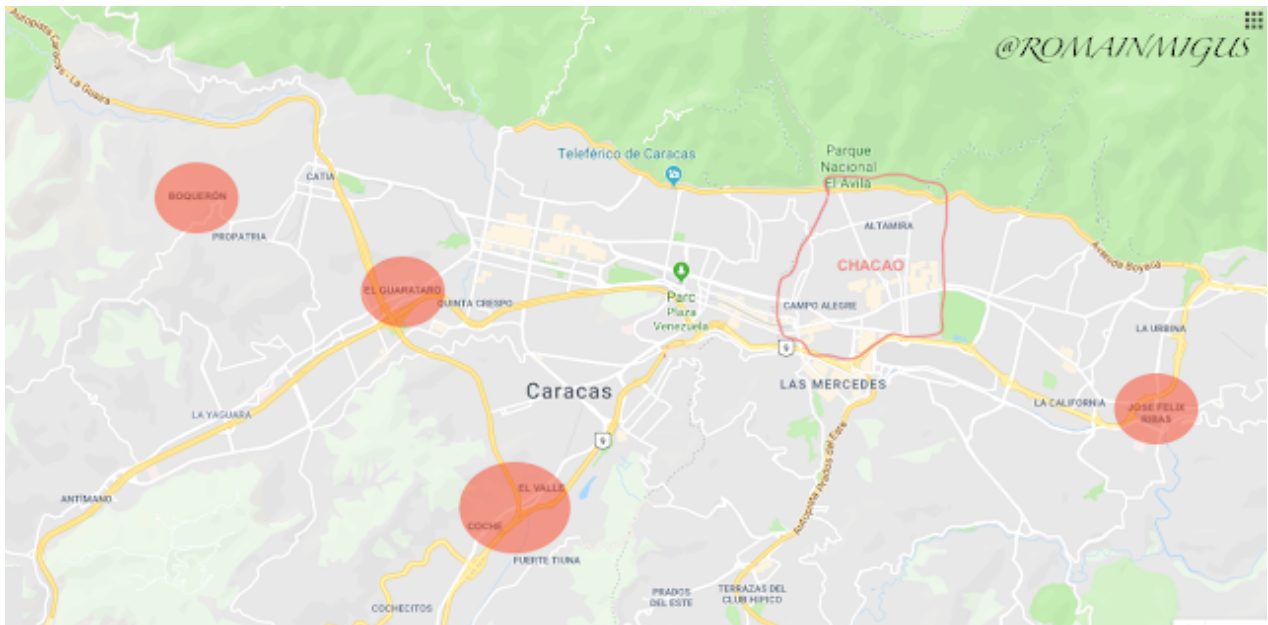 Autopista Caracas - La Guaira
@ROMAINMIGUS
Teleférico de Caracas
Parque
Nacional
El Ávila
CATIA
BOQUERÓN
PROPATRIA
ALTAMIRA
CHACAO
Avenida Boyacá
EL GUARATARO
QUINTA CRESPO
Parc
Plaza
Venezuela
CAMPO ALEGRE
LA URBINA
9
Caracas
LAS MERCEDES
LA CALIFORNIA
JOSE FELIX
RIBAS
LA YAGUARA
9
Autopista Prados del Este
ANTÍMANO
EL VALLE
COCHE
FUERTE TIUNA
COCHECITOS
PRADOS
DEL ESTE
TERRAZAS DEL
CLUB HIPICO